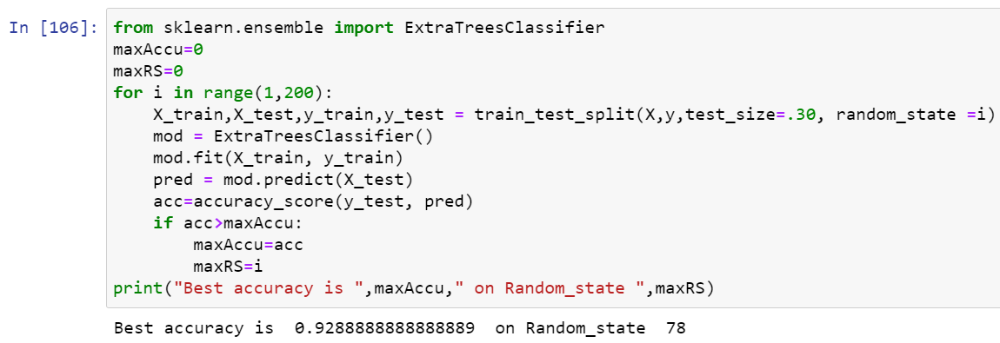 In [106]: from sklearn.ensemble import ExtraTreesClassifier
maxAccu=0
maxRS=0
for i in range(1,200):
    X_train,X_test,y_train,y_test = train_test_split(X,y,test_size=.30, random_state =i)
    mod = ExtraTreesClassifier()
    mod.fit(X_train, y_train)
    pred = mod.predict(X_test)
    acc=accuracy_score(y_test, pred)
    if acc>maxAccu:
        maxAccu=acc
        maxRS=i
print("Best accuracy is ",maxAccu," on Random_state ",maxRS)
Best accuracy is  0.9288888888888889  on Random_state  78